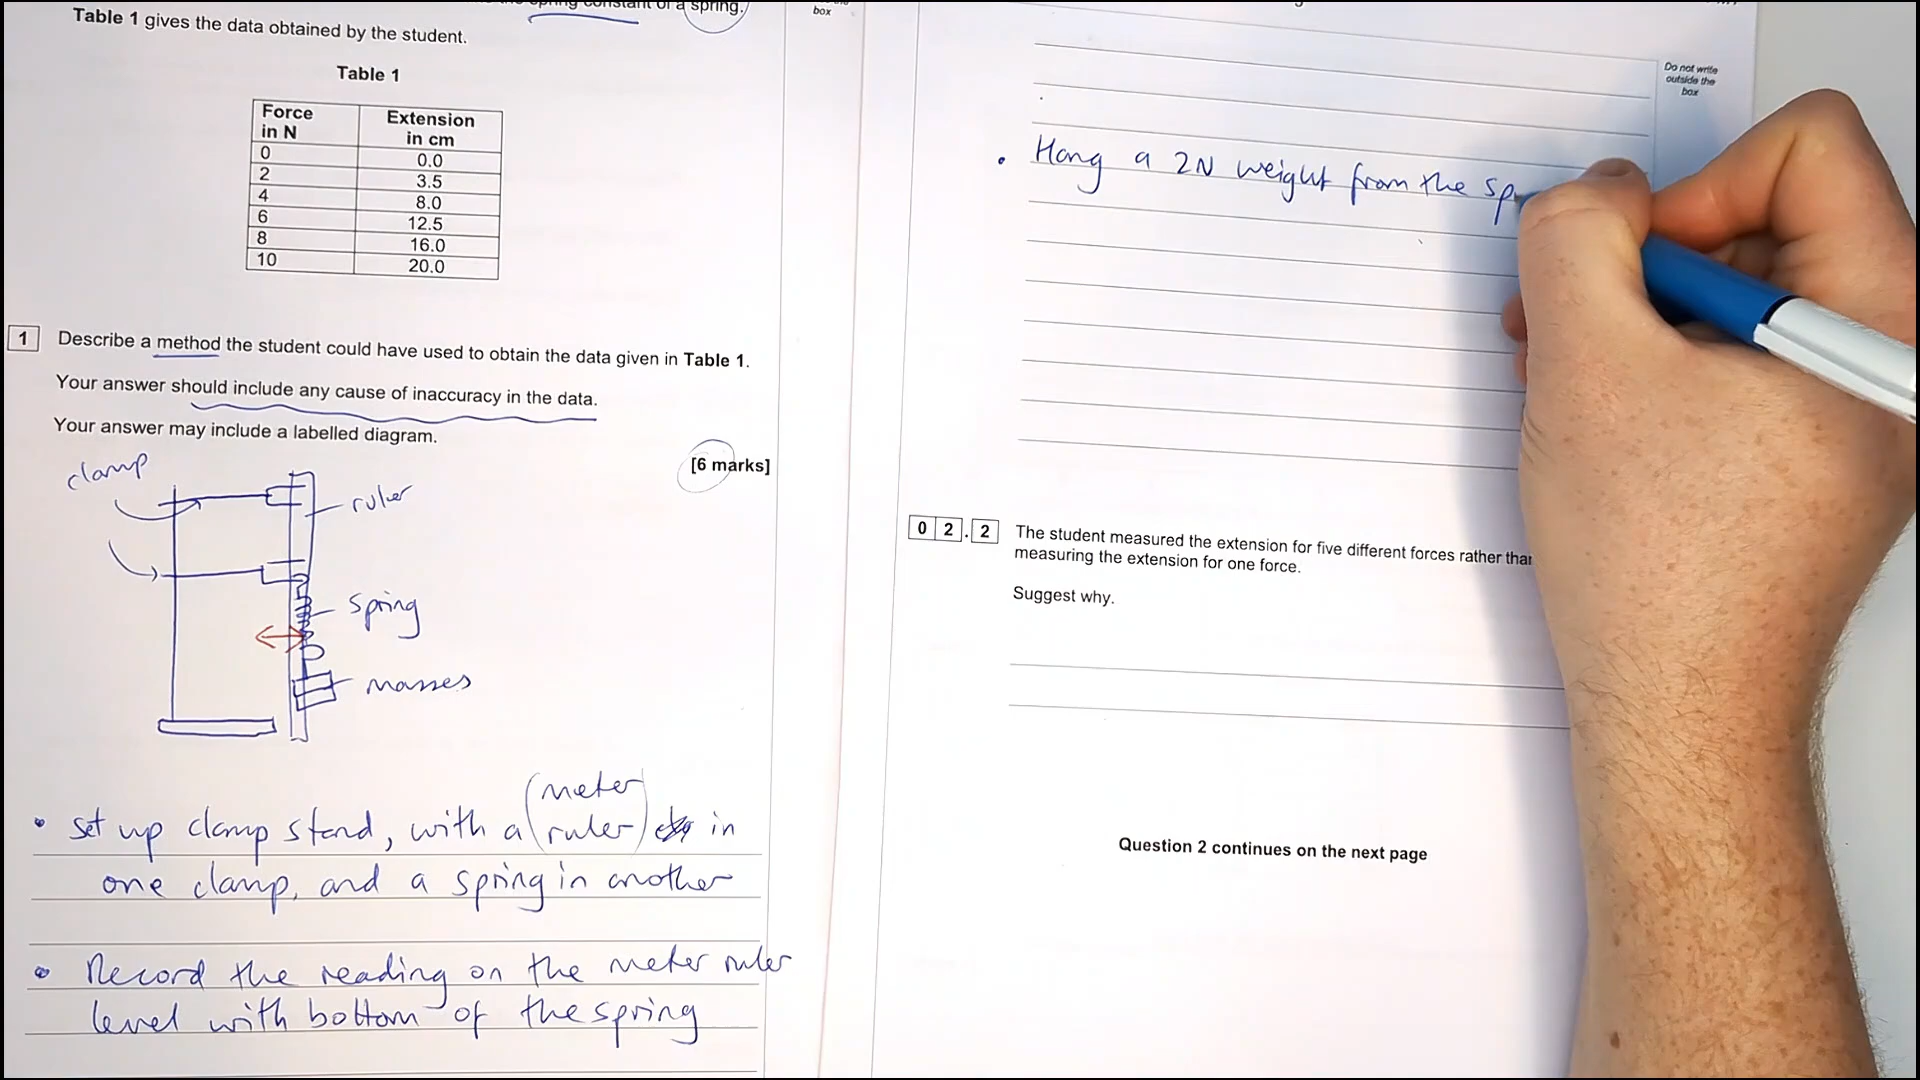 spring constant of a spring.
Table 1 gives the data obtained by the student.
Table 1
Force in N Extension in cm
0 0.0
2 3.5
4 8.0
6 12.5
8 16.0
10 20.0
1 Describe a method the student could have used to obtain the data given in Table 1.
Your answer should include any cause of inaccuracy in the data.
Your answer may include a labelled diagram.
[6 marks]
clamp
ruler
spring
masses
• set up clamp stand, with a (meter ruler) in
one clamp, and a spring in another
• Record the reading on the meter ruler
level with bottom of the spring
box
Do not write
outside the
box
• Hang a 2N weight from the sp
0 2 . 2 The student measured the extension for five different forces rather than
measuring the extension for one force.
Suggest why.
Question 2 continues on the next page